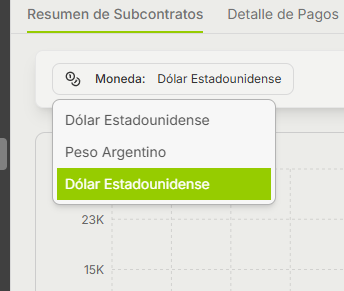 Resumen de Subcontratos
Detalle de Pagos
Moneda: Dólar Estadounidense
Dólar Estadounidense
Peso Argentino
Dólar Estadounidense
23K
15K